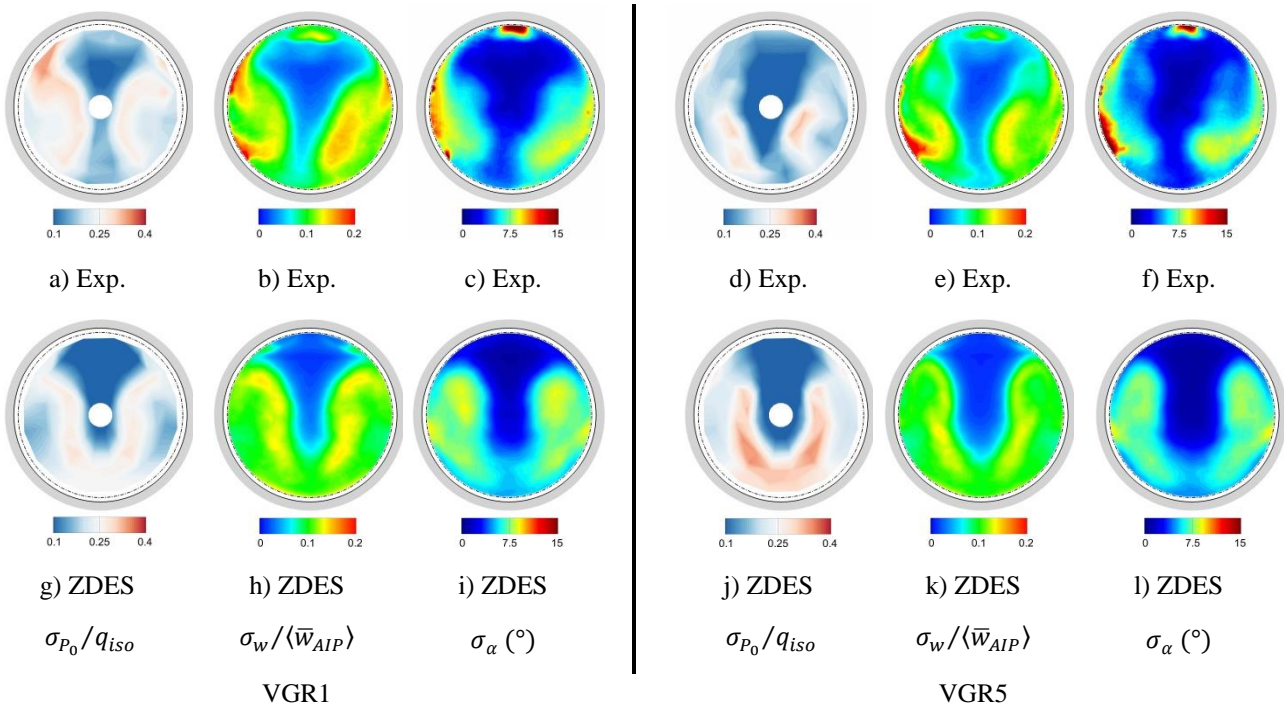 0.1 0.25 0.4 0 0.1 0.2 0 7.5 15 0.1 0.25 0.4 0 0.1 0.2 0 7.5 15
a) Exp. b) Exp. c) Exp. d) Exp. e) Exp. f) Exp.
0.1 0.25 0.4 0 0.1 0.2 0 7.5 15 0.1 0.25 0.4 0 0.1 0.2 0 7.5 15
g) ZDES h) ZDES i) ZDES j) ZDES k) ZDES l) ZDES
σ_{P_0}/q_{iso} σ_w/⟨w̅_{AIP}⟩ σ_α (°) σ_{P_0}/q_{iso} σ_w/⟨w̅_{AIP}⟩ σ_α (°)
VGR1 VGR5